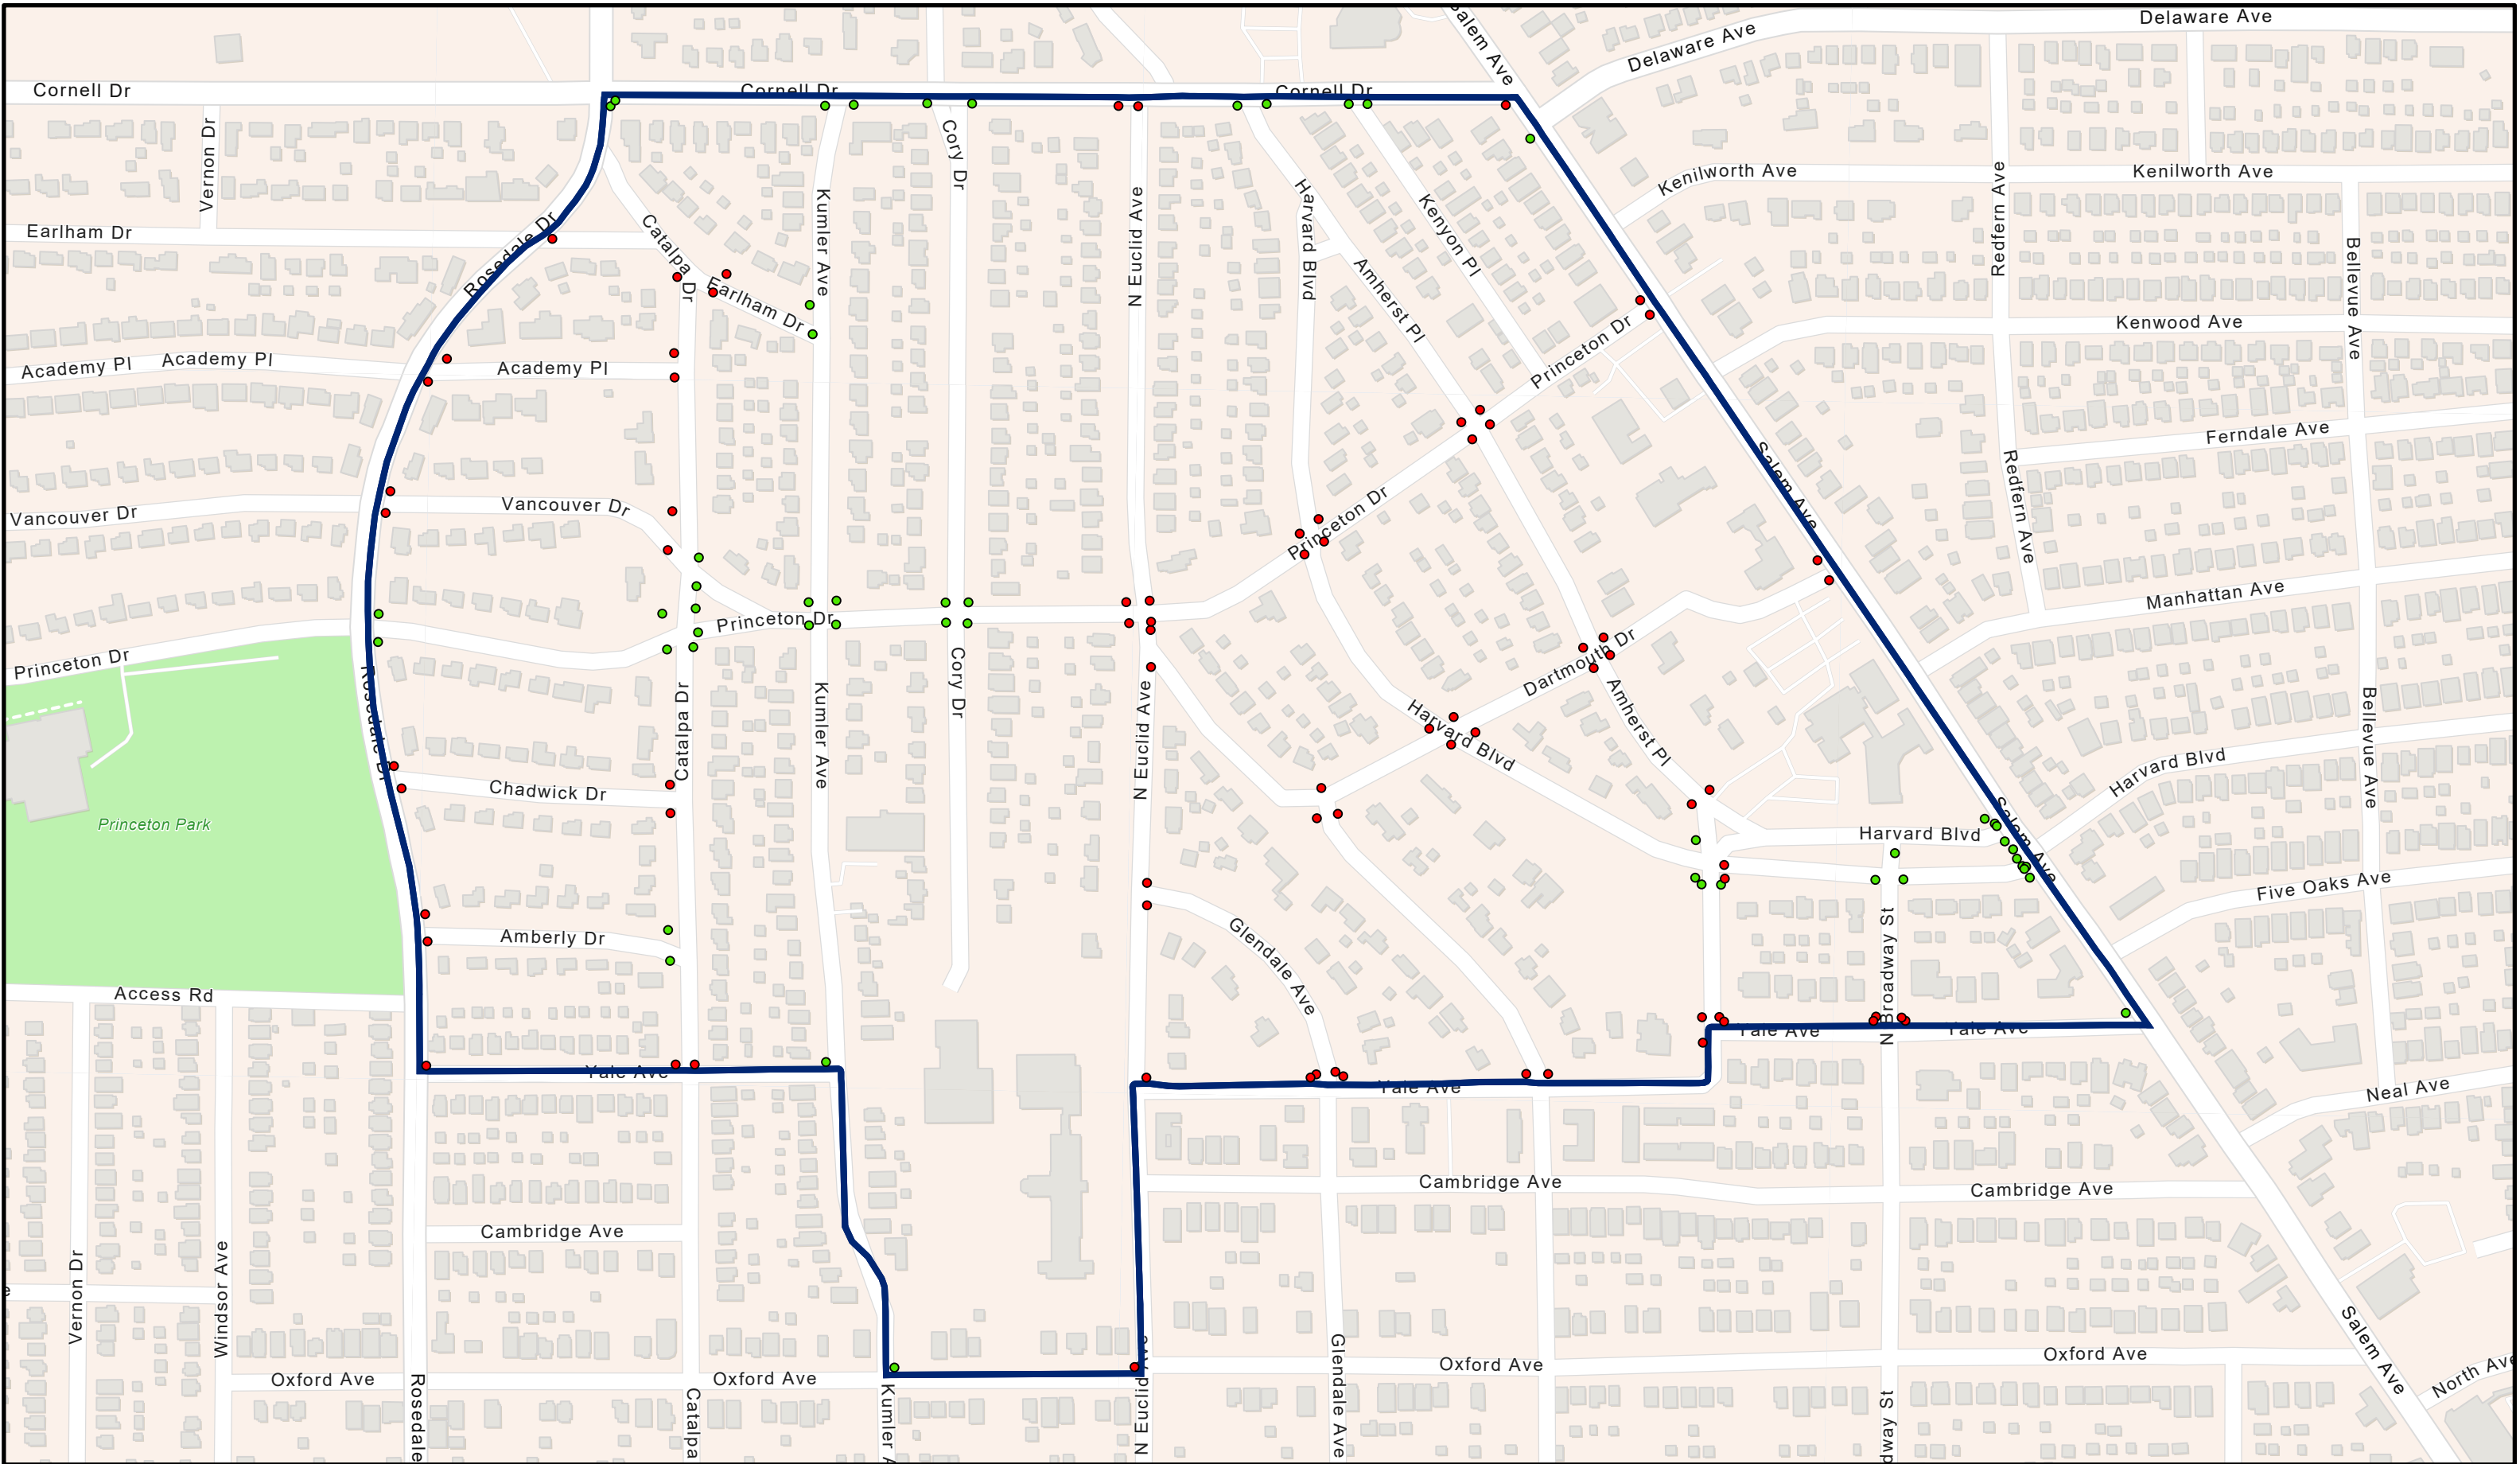 Delaware Ave
Salem Ave
Delaware Ave
Cornell Dr
Cornell Dr
Cornell Dr
Vernon Dr
Cory Dr
Kenilworth Ave
Kenilworth Ave
Redfern Ave
Earlham Dr
Rosedale Dr
Catalpa Dr
Kumler Ave
N Euclid Ave
Harvard Blvd
Kenyon Pl
Amherst Pl
Earlham Dr
Bellevue Ave
Kenwood Ave
Princeton Dr
Academy Pl
Academy Pl
Academy Pl
Ferndale Ave
Salem Ave
Redfern Ave
Vancouver Dr
Vancouver Dr
Princeton Dr
Manhattan Ave
Princeton Dr
Princeton Dr
Dartmouth Dr
Rosedale Dr
Catalpa Dr
Kumler Ave
Cory Dr
N Euclid Ave
Amherst Pl
Harvard Blvd
Bellevue Ave
Harvard Blvd
Chadwick Dr
Princeton Park
Harvard Blvd
Salem Ave
Five Oaks Ave
Amberly Dr
Glendale Ave
N Broadway St
Access Rd
Yale Ave
Yale Ave
Yale Ave
Yale Ave
Neal Ave
Cambridge Ave
Cambridge Ave
Cambridge Ave
Vernon Dr
Windsor Ave
Salem Ave
Glendale Ave
Oxford Ave
Oxford Ave
Oxford Ave
Oxford Ave
North Ave
Rosedale
Catalpa
Kumler A
N Euclid Ave
dway St